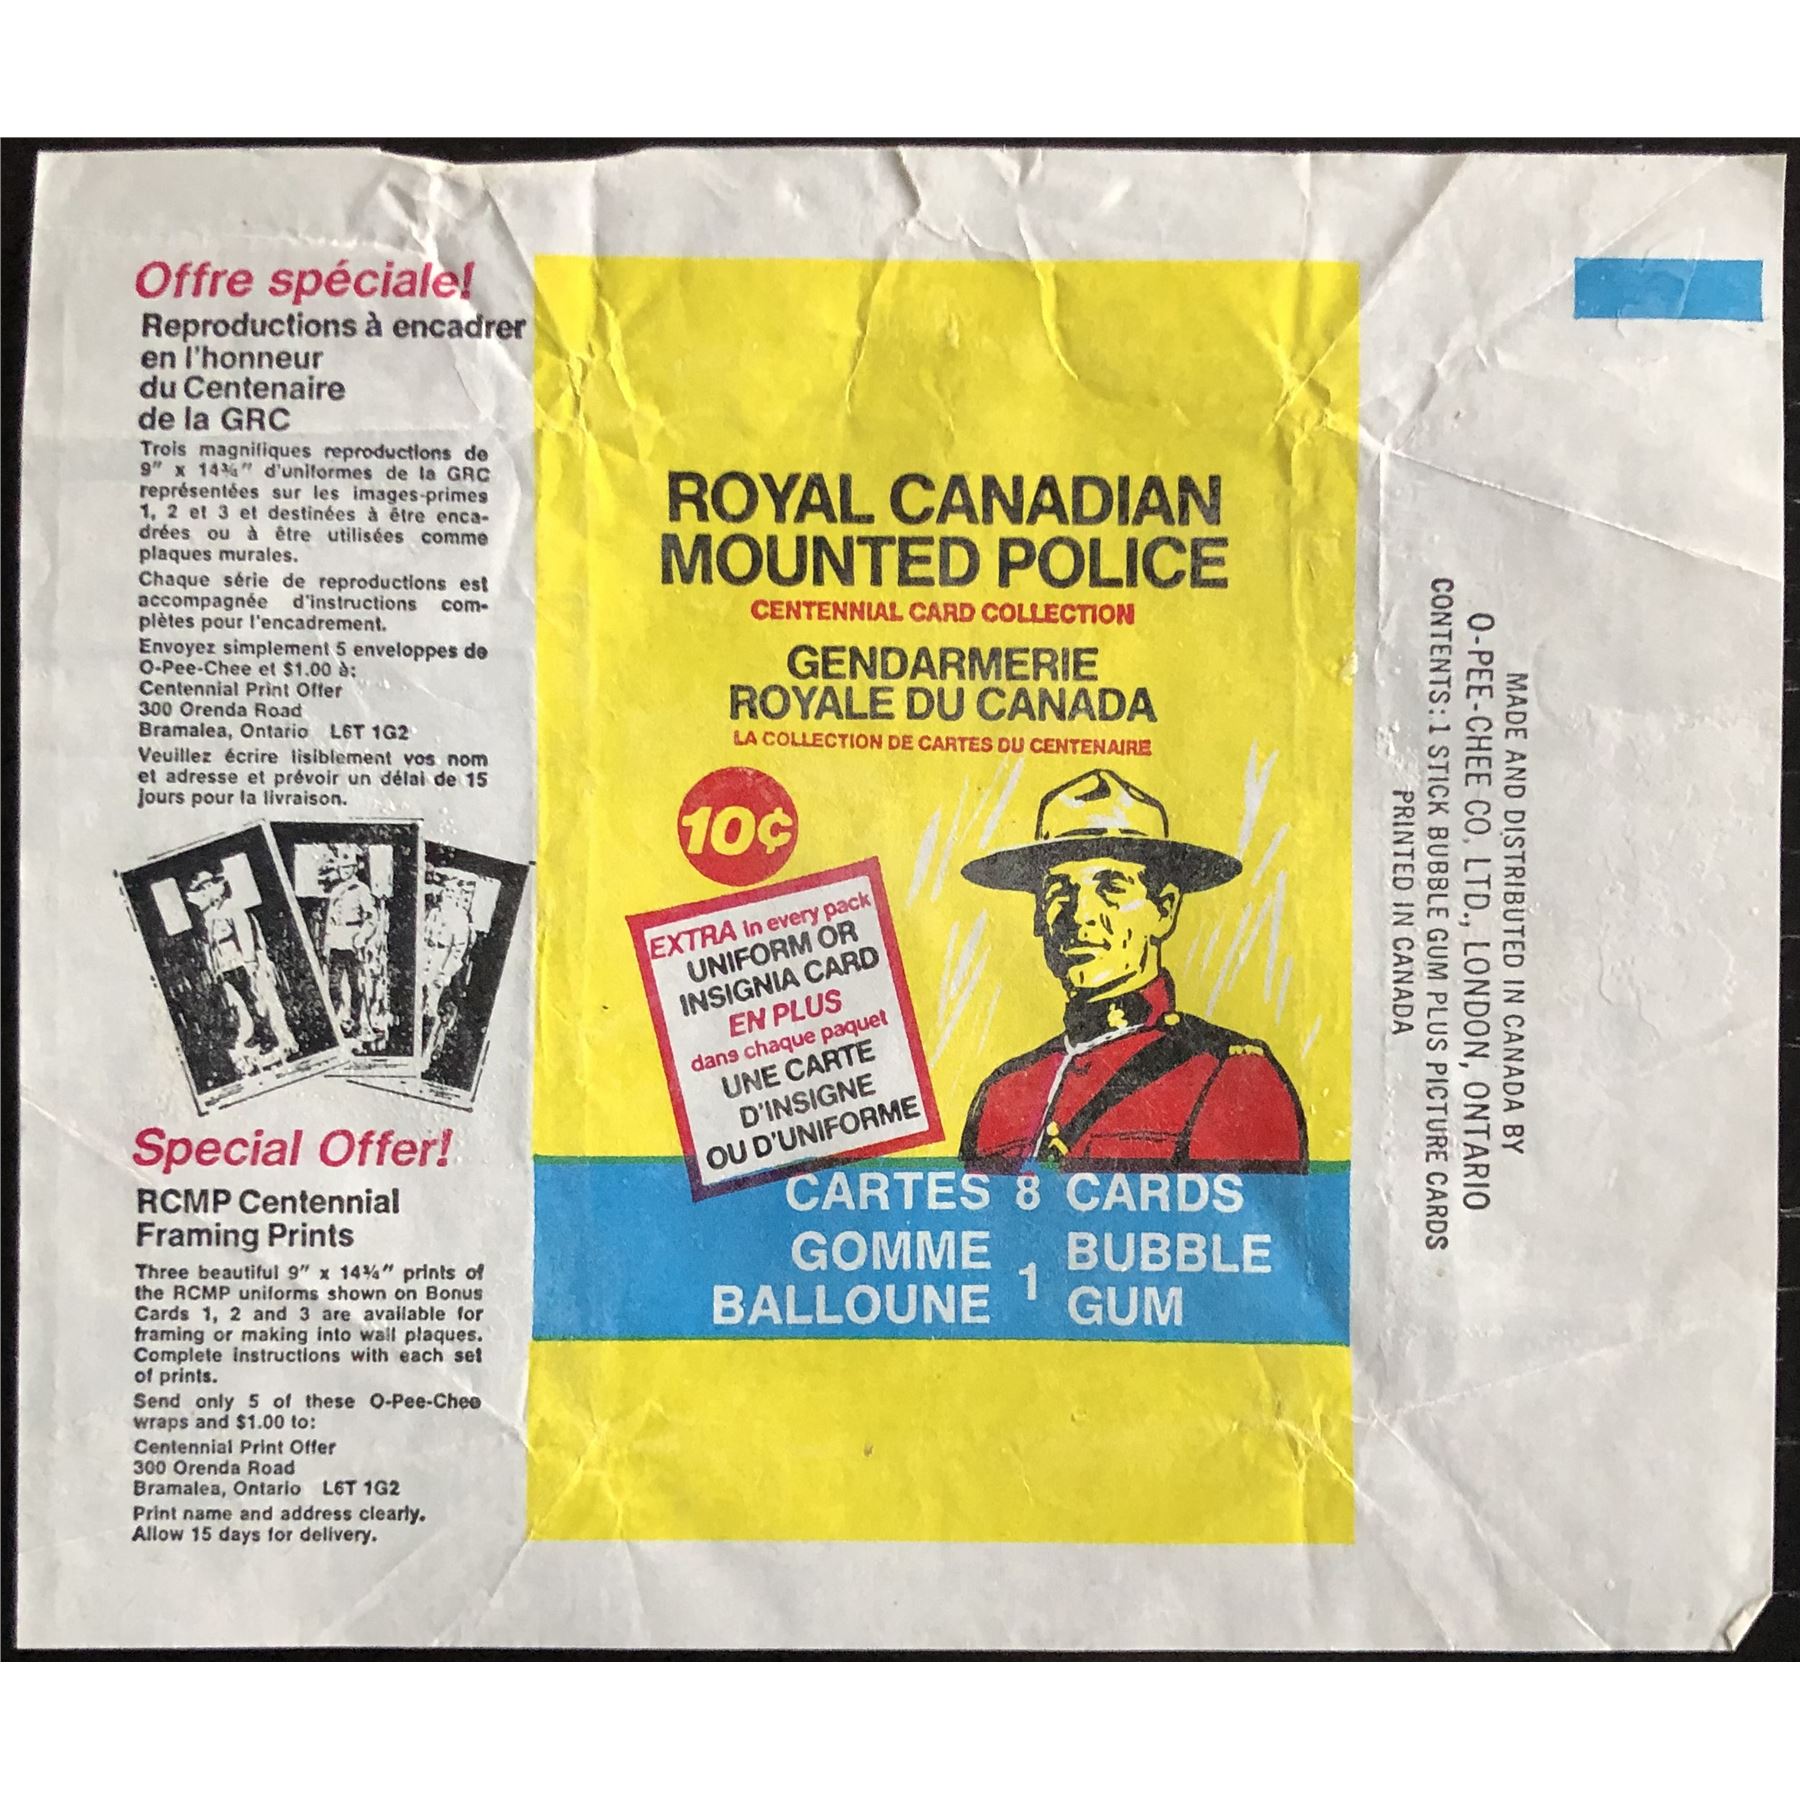 Offre spéciale!
Reproductions à encadrer
en l'honneur
du Centenaire
de la GRC
Trois magnifiques reproductions de
9" x 14¾" d'uniformes de la GRC
représentées sur les images-primes
1, 2 et 3 et destinées à être enca-
drées ou à être utilisées comme
plaques murales.
Chaque série de reproductions est
accompagnée d'instructions com-
plètes pour l'encadrement.
Envoyez simplement 5 enveloppes de
O-Pee-Chee et $1.00 à:
Centennial Print Offer
300 Orenda Road
Bramalea, Ontario L6T 1G2
Veuillez écrire lisiblement vos nom
et adresse et prévoir un délai de 15
jours pour la livraison.
Special Offer!
RCMP Centennial
Framing Prints
Three beautiful 9" x 14¾" prints of
the RCMP uniforms shown on Bonus
Cards 1, 2 and 3 are available for
framing or making into wall plaques.
Complete instructions with each set
of prints.
Send only 5 of these O-Pee-Chee
wraps and $1.00 to:
Centennial Print Offer
300 Orenda Road
Bramalea, Ontario L6T 1G2
Print name and address clearly.
Allow 15 days for delivery.
ROYAL CANADIAN
MOUNTED POLICE
CENTENNIAL CARD COLLECTION
GENDARMERIE
ROYALE DU CANADA
LA COLLECTION DE CARTES DU CENTENAIRE
10¢
EXTRA in every pack
UNIFORM OR
INSIGNIA CARD
EN PLUS
dans chaque paquet
UNE CARTE
D'INSIGNE
OU D'UNIFORME
CARTES 8 CARDS
GOMME BALLOUNE 1 BUBBLE GUM
MADE AND DISTRIBUTED IN CANADA BY
O-PEE-CHEE CO. LTD., LONDON, ONTARIO
CONTENTS: 1 STICK BUBBLE GUM PLUS PICTURE CARDS
PRINTED IN CANADA